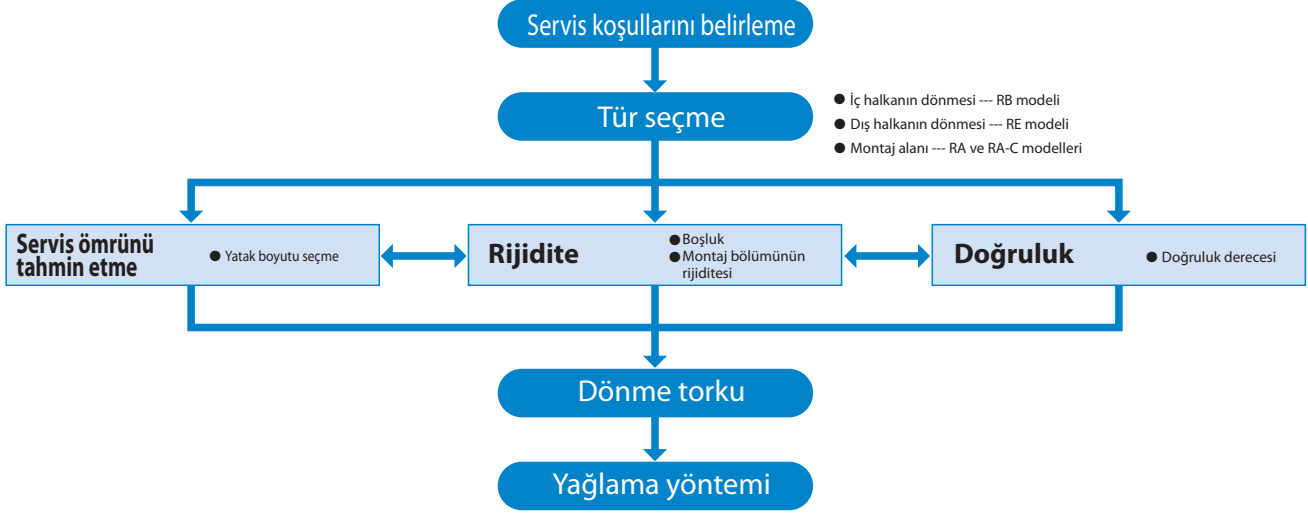 Servis koşullarını belirleme
Tür seçme
● İç halkanın dönmesi --- RB modeli
● Dış halkanın dönmesi --- RE modeli
● Montaj alanı --- RA ve RA-C modelleri
Servis ömrünü
tahmin etme
● Yatak boyutu seçme
Rijidite
● Boşluk
● Montaj bölümünün
rijiditesi
Doğruluk
● Doğruluk derecesi
Dönme torku
Yağlama yöntemi